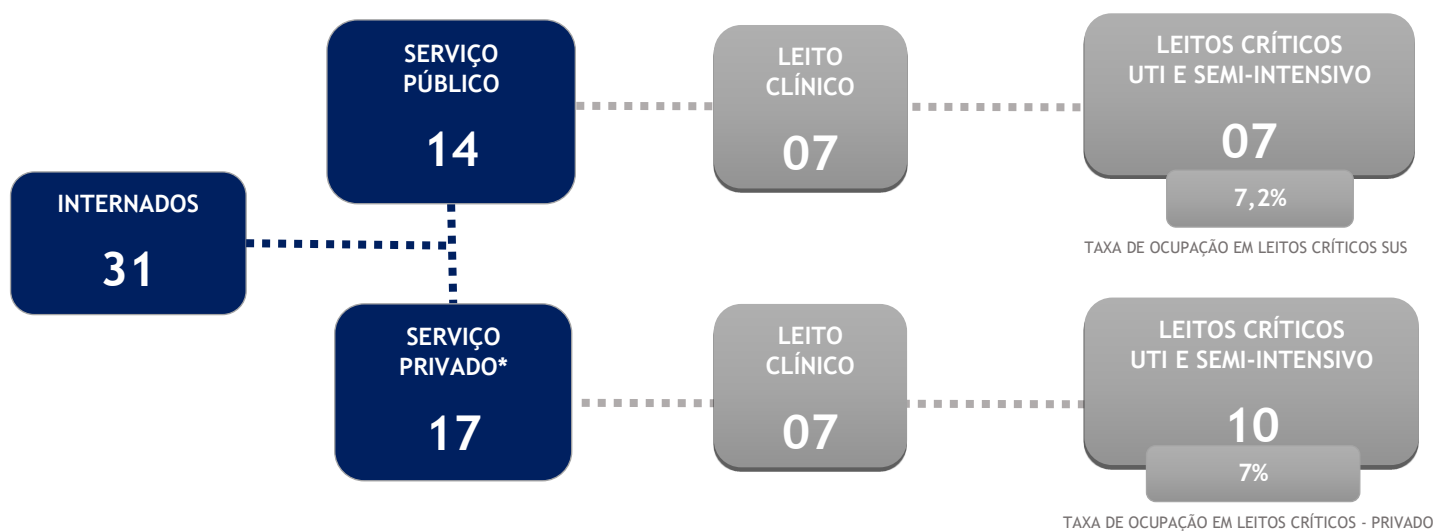 INTERNADOS
31
SERVIÇO
PÚBLICO
14
LEITO
CLÍNICO
07
LEITOS CRÍTICOS
UTI E SEMI-INTENSIVO
07
7,2%
TAXA DE OCUPAÇÃO EM LEITOS CRÍTICOS SUS
SERVIÇO
PRIVADO*
17
LEITO
CLÍNICO
07
LEITOS CRÍTICOS
UTI E SEMI-INTENSIVO
10
7%
TAXA DE OCUPAÇÃO EM LEITOS CRÍTICOS - PRIVADO